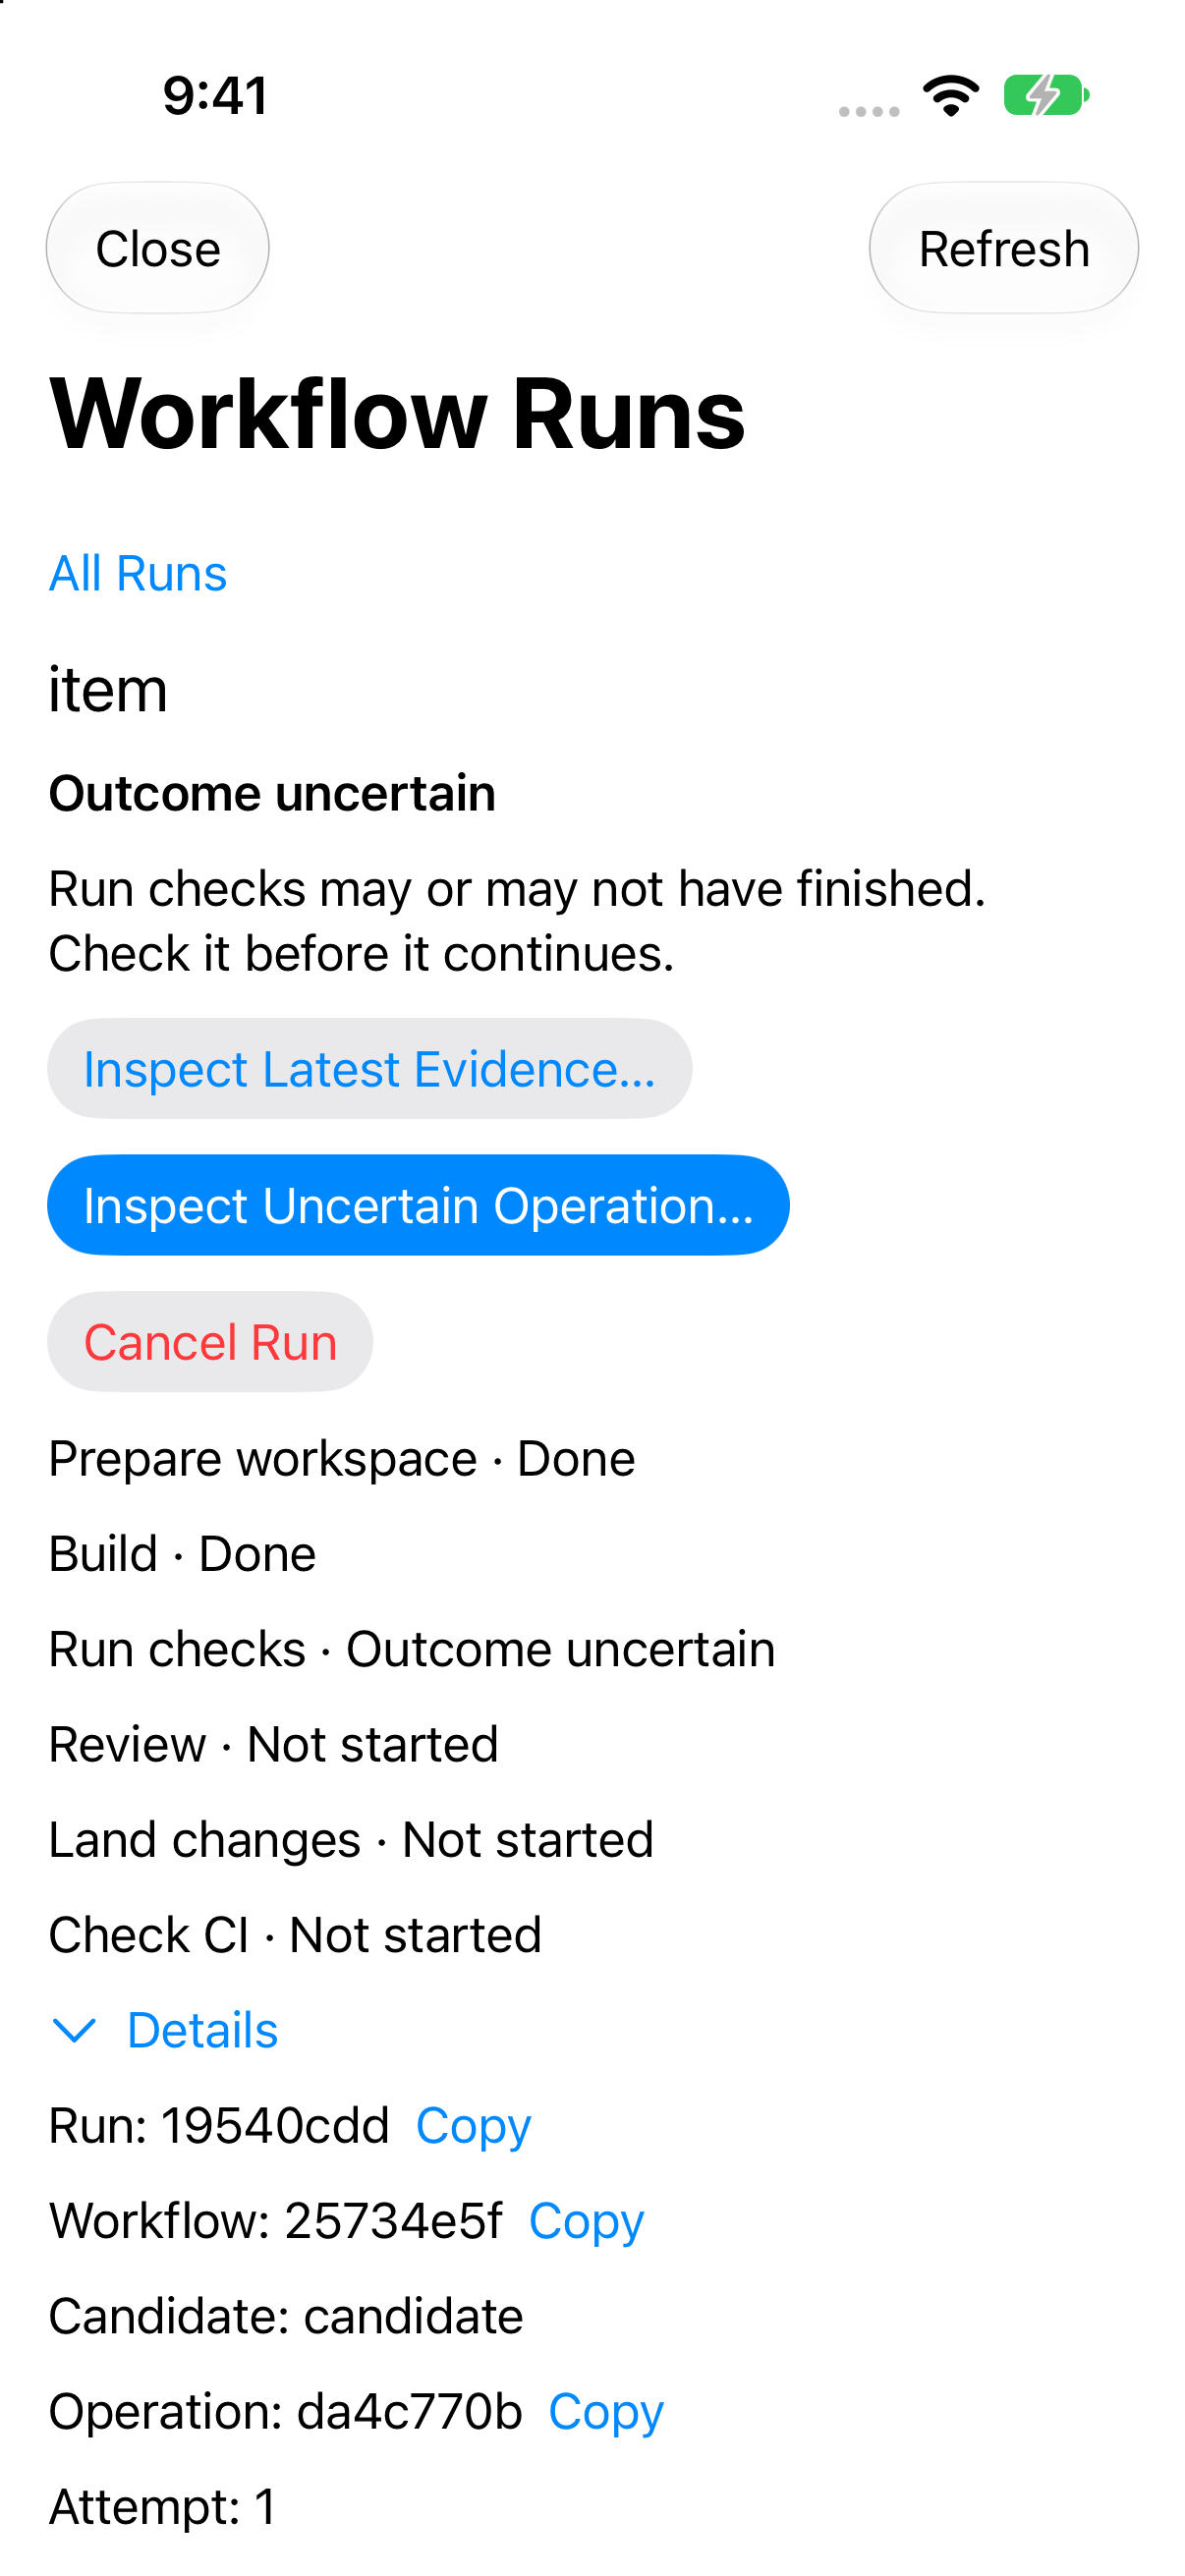 9:41
Close
Refresh
Workflow Runs
All Runs
item
Outcome uncertain
Run checks may or may not have finished.
Check it before it continues.
Inspect Latest Evidence...
Inspect Uncertain Operation...
Cancel Run
Prepare workspace · Done
Build · Done
Run checks · Outcome uncertain
Review · Not started
Land changes · Not started
Check CI · Not started
Details
Run: 19540cdd Copy
Workflow: 25734e5f Copy
Candidate: candidate
Operation: da4c770b Copy
Attempt: 1